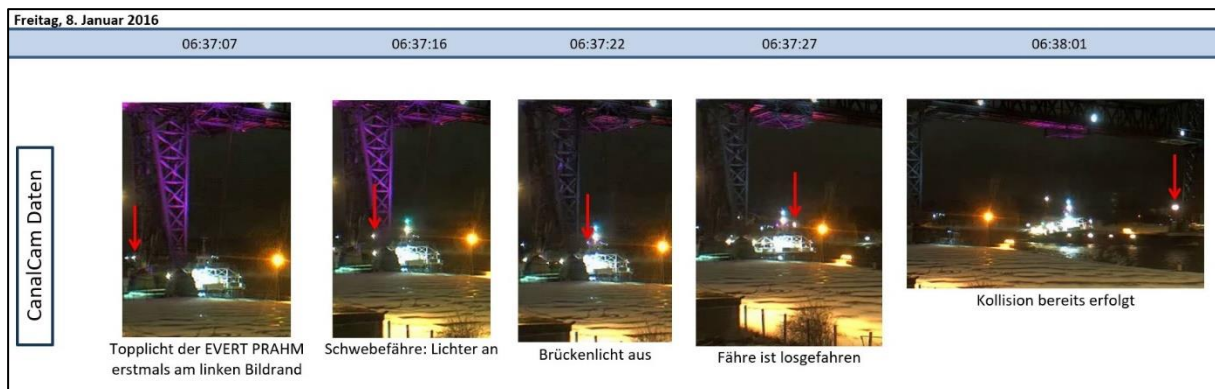 Freitag, 8. Januar 2016
06:37:07 06:37:16 06:37:22 06:37:27 06:38:01
CanalCam Daten
Topplicht der EVERT PRAHM
erstmals am linken Bildrand
Schwebefähre: Lichter an
Brückenlicht aus
Fähre ist losgefahren
Kollision bereits erfolgt